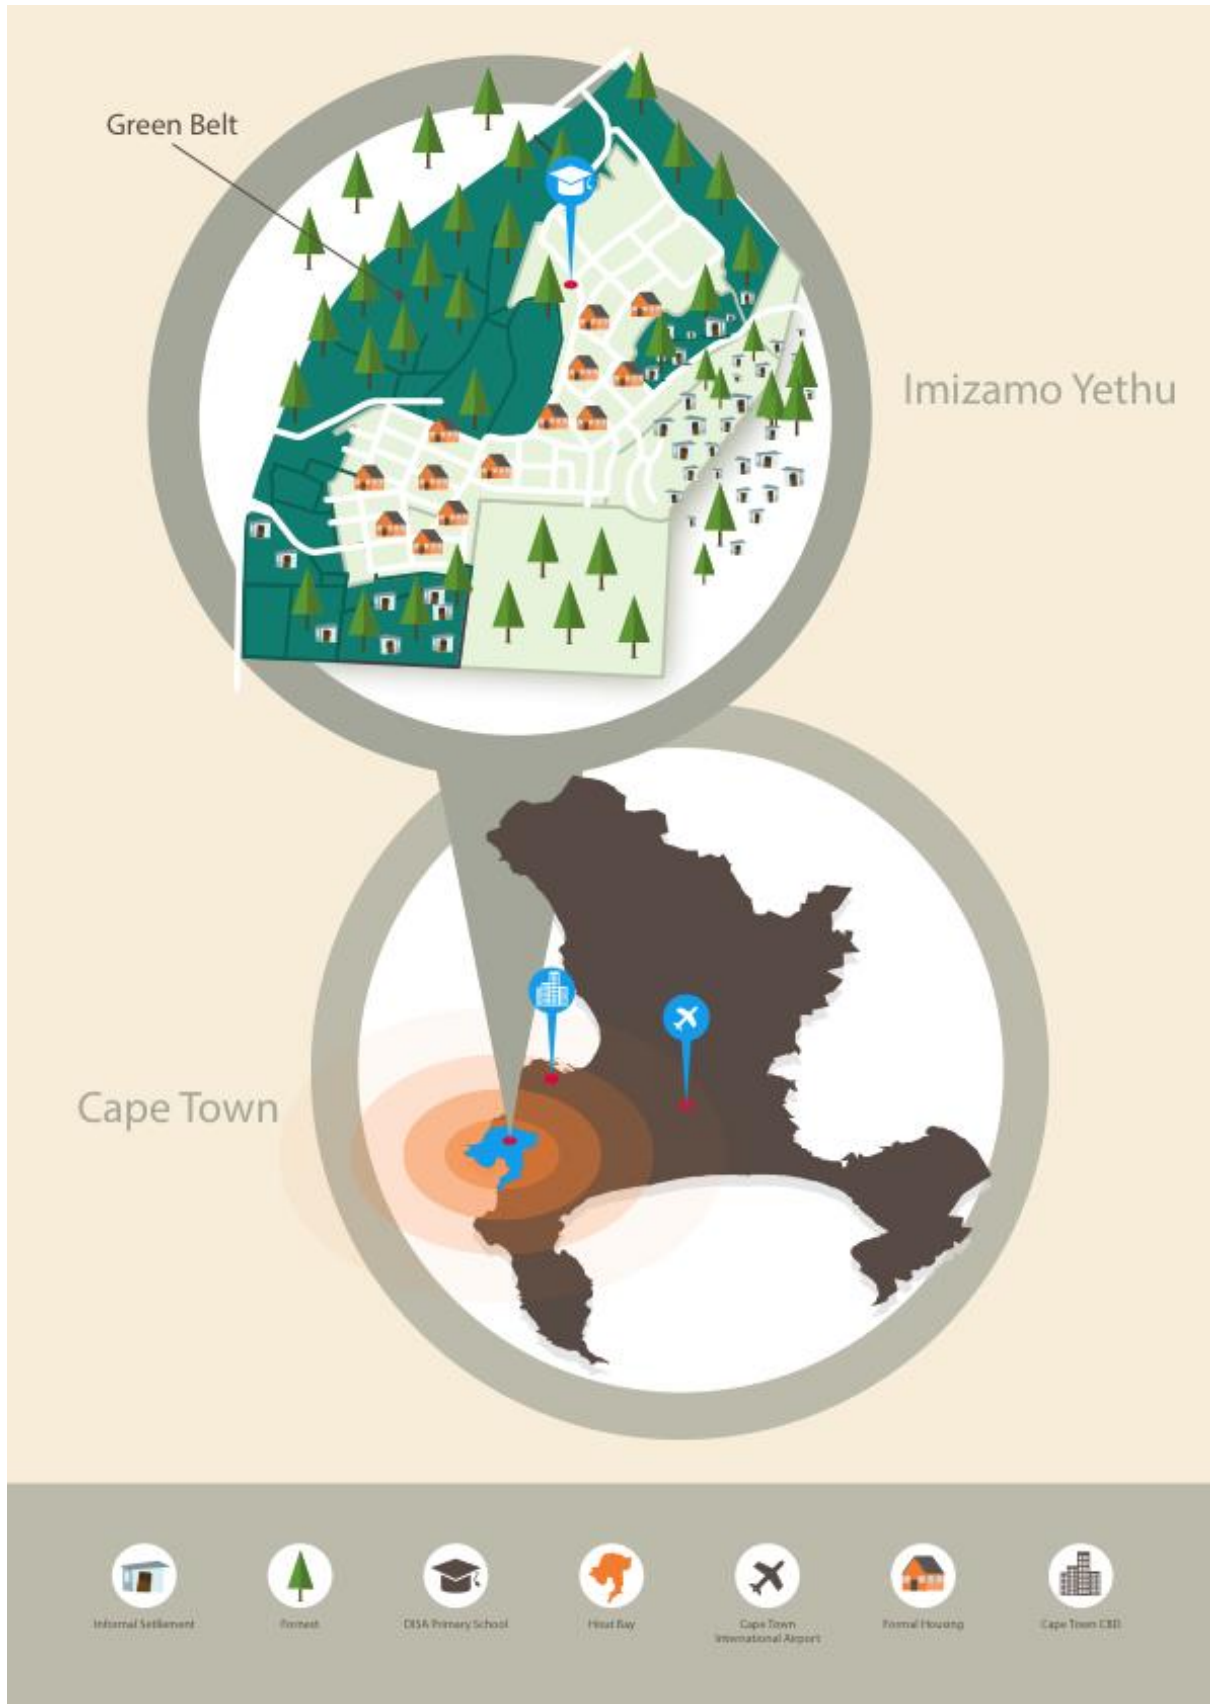 Green Belt
Imizamo Yethu
Cape Town
Informal Settlement
Forrest
DISA Primary School
Hout Bay
Cape Town
International Airport
Formal Housing
Cape Town CBD